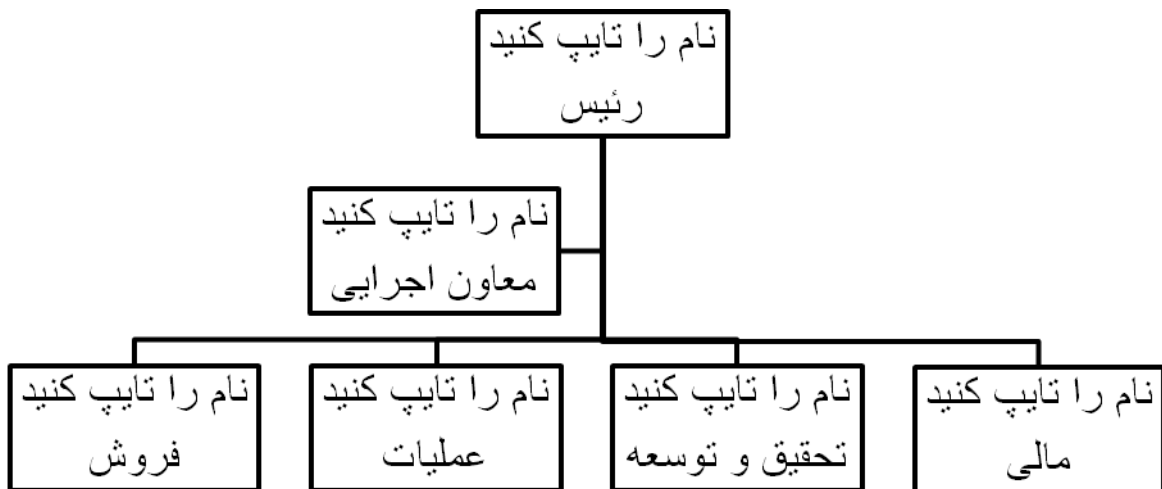 نام را تایپ کنید
رئیس
نام را تایپ کنید
معاون اجرایی
نام را تایپ کنید
مالی
نام را تایپ کنید
تحقیق و توسعه
نام را تایپ کنید
عملیات
نام را تایپ کنید
فروش